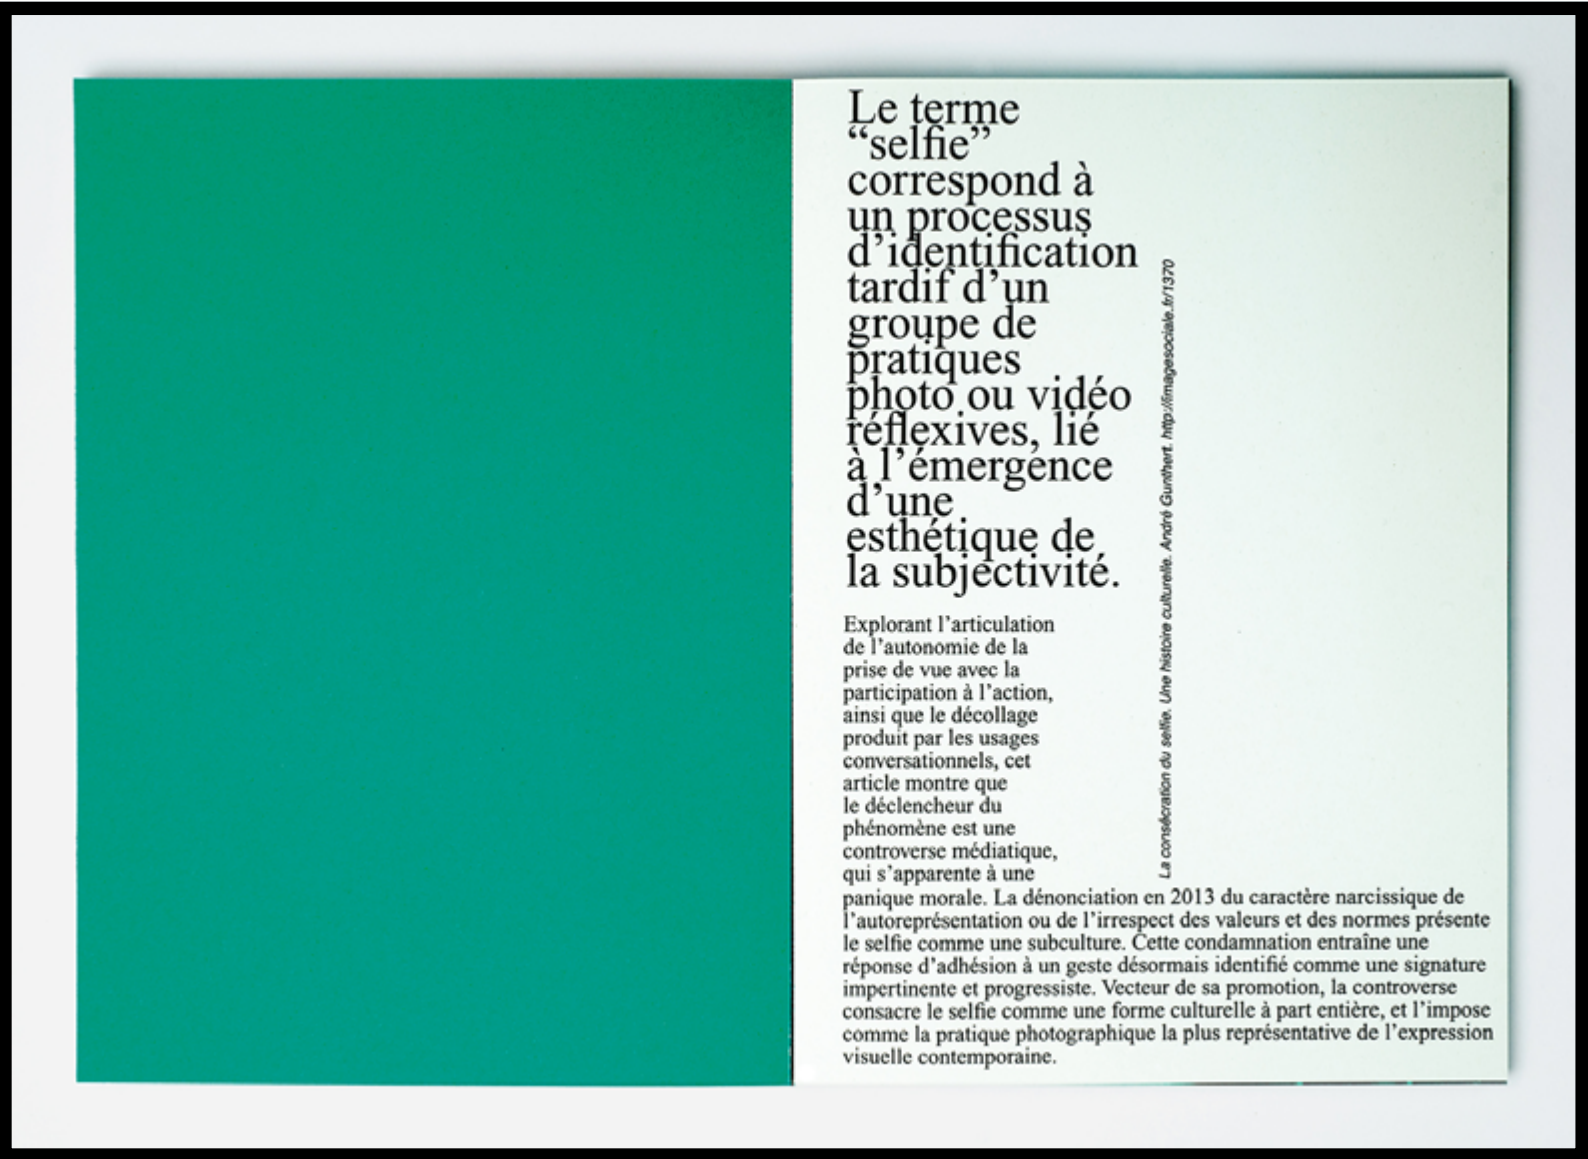 Le terme
“selfie”
correspond à
un processus
d’identification
tardif d’un
groupe de
pratiques
photo ou vidéo
réflexives, lié
à l’émergence
d’une
esthétique de
la subjectivité.
Explorant l’articulation
de l’autonomie de la
prise de vue avec la
participation à l’action,
ainsi que le décollage
produit par les usages
conversationnels, cet
article montre que
le déclencheur du
phénomène est une
controverse médiatique,
qui s’apparente à une
panique morale. La dénonciation en 2013 du caractère narcissique de
l’autoreprésentation ou de l’irrespect des valeurs et des normes présente
le selfie comme une subculture. Cette condamnation entraîne une
réponse d’adhésion à un geste désormais identifié comme une signature
impertinente et progressiste. Vecteur de sa promotion, la controverse
consacre le selfie comme une forme culturelle à part entière, et l’impose
comme la pratique photographique la plus représentative de l’expression
visuelle contemporaine.
La consécration du selfie. Une histoire culturelle. André Gunthert. http://imagesociale.fr/1370